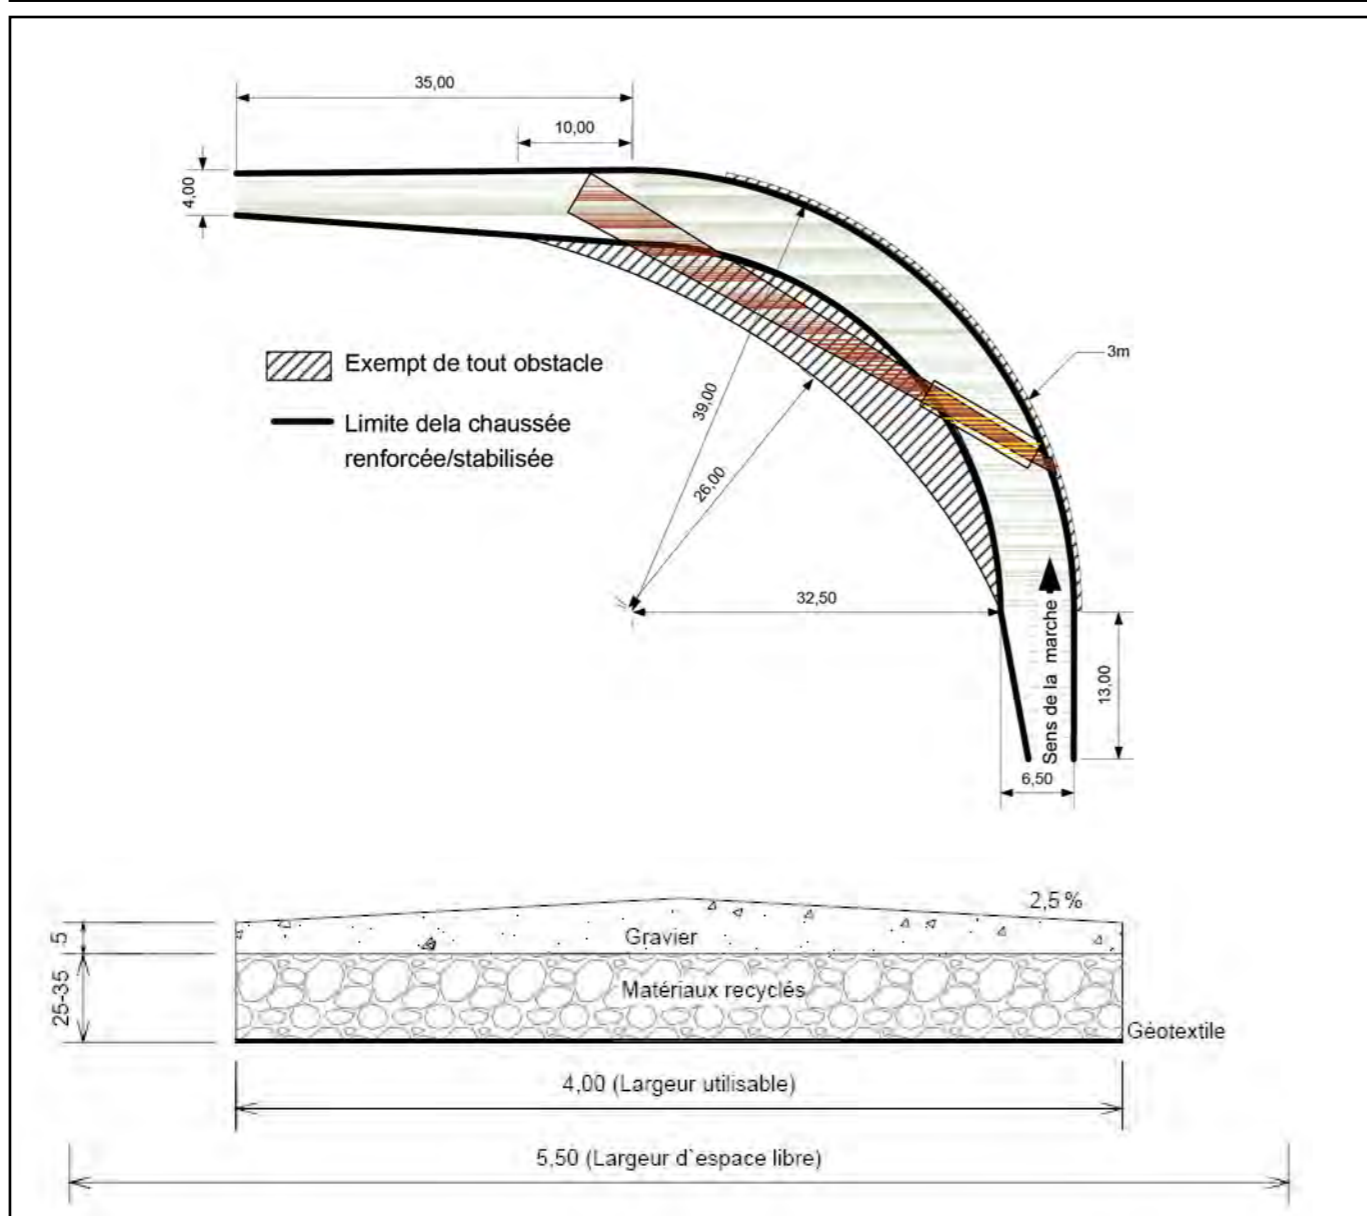 35,00
10,00
4,00
3m
Exempt de tout obstacle
39,00
Limite dela chaussée
renforcée/stabilisée
26,00
32,50
Sens de la marche
13,00
6,50
2,5 %
5
Gravier
25-35
Matériaux recyclés
Géotextile
4,00 (Largeur utilisable)
5,50 (Largeur d`espace libre)